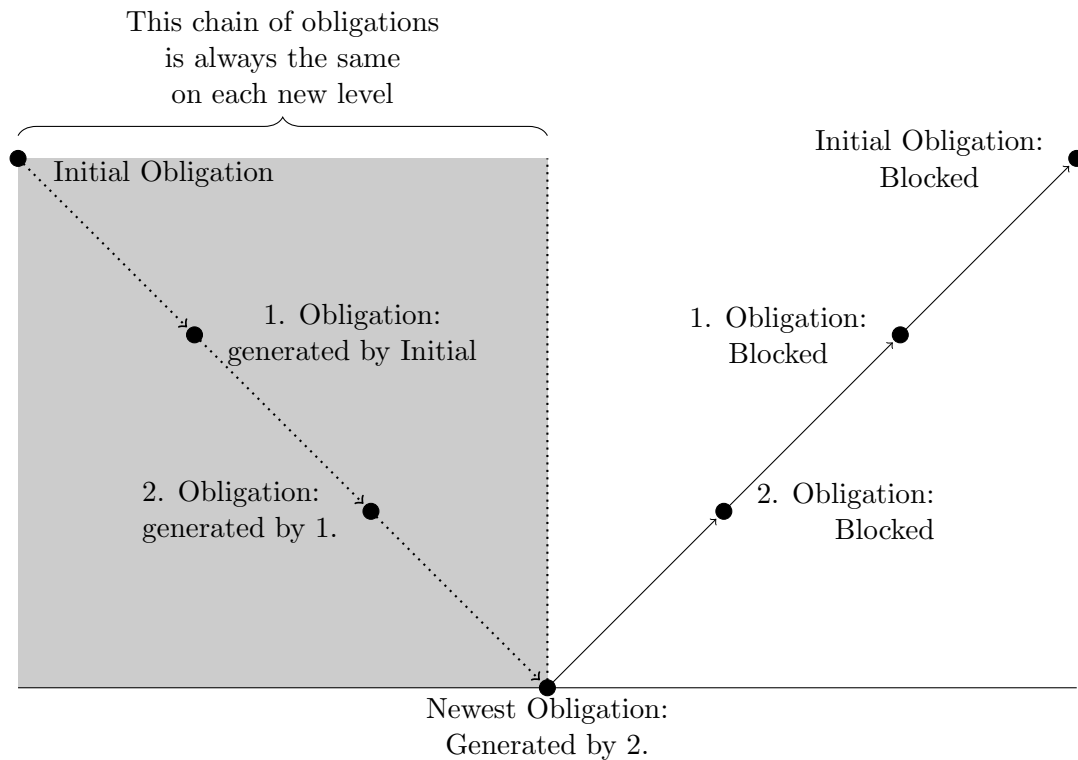 This chain of obligations
is always the same
on each new level
Initial Obligation:
Blocked
Initial Obligation
1. Obligation:
generated by Initial
1. Obligation:
Blocked
2. Obligation:
generated by 1.
2. Obligation:
Blocked
Newest Obligation:
Generated by 2.